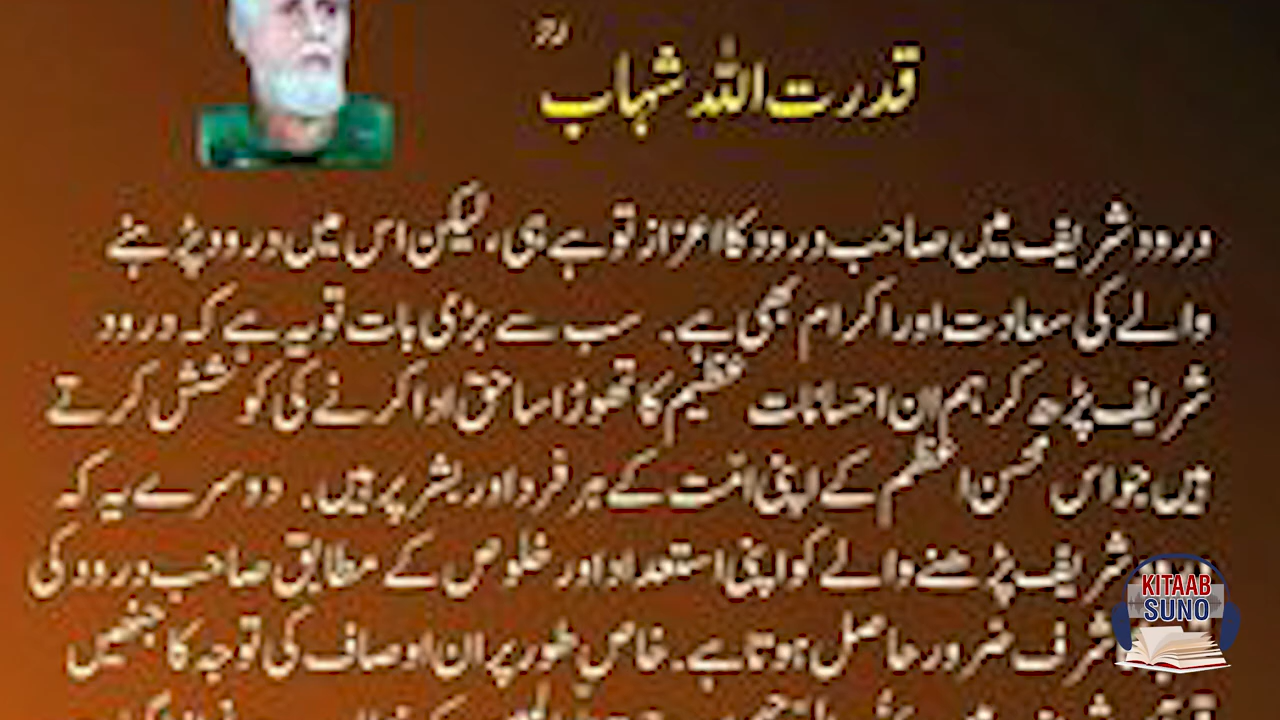 قدرت اللہ شہاب
درود شریف میں صاحب درود کا اعزاز تو ہے ہی، لیکن اس میں درود پڑہنے
والے کی سعادت اور اکرام بھی ہے۔ سب سے بڑی بات تو یہ ہے کہ درود
شریف پڑھ کر ہم ان احسانات عظیم کا تھوڑا سا حق ادا کرنے کی کوشش کرتے
ہیں جو اس محسن اعظم کے اپنی امت کے ہر فرد اور بشر پر ہیں۔ دوسرے یہ کہ
شریف پڑھنے والے کو اپنی استعداد اور خلوص کے مطابق صاحب درود کی
شرف ضرور حاصل ہوتا ہے۔ خاص طور پر ان اوصاف کی توجہ کا جنھیں
KITAAB
SUNO